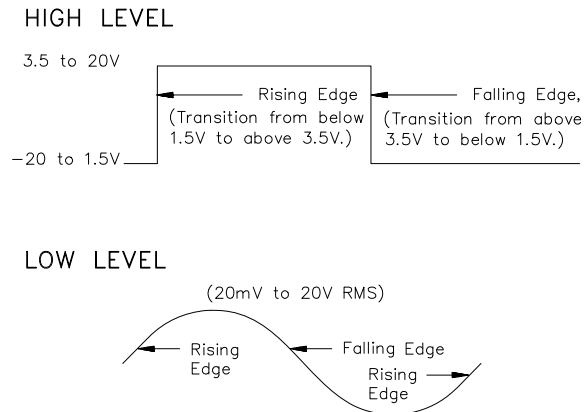 HIGH LEVEL
3.5 to 20V
Rising Edge
(Transition from below
1.5V to above 3.5V.)
Falling Edge,
(Transition from above
3.5V to below 1.5V.)
-20 to 1.5V
LOW LEVEL
(20mV to 20V RMS)
Rising
Edge
Falling Edge
Rising
Edge